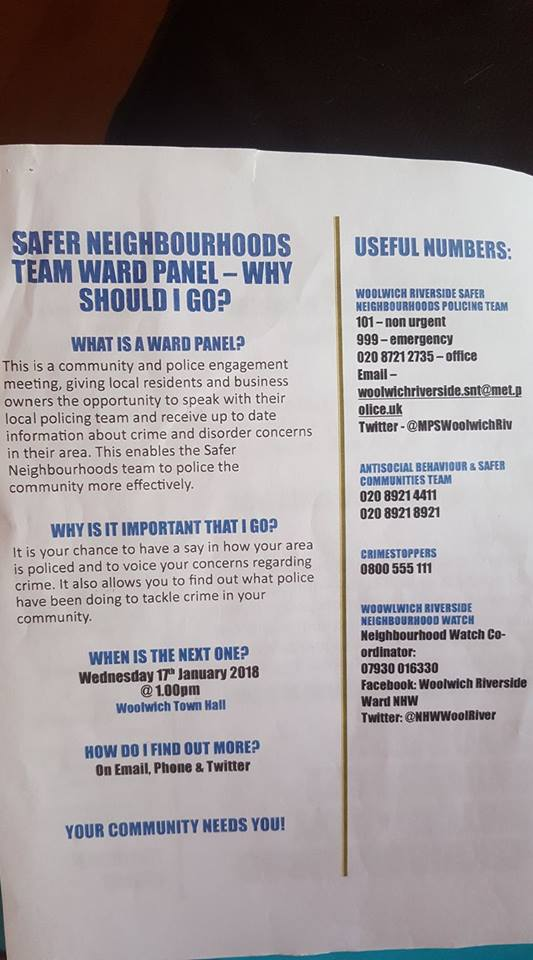 SAFER NEIGHBOURHOODS
TEAM WARD PANEL – WHY
SHOULD I GO?
WHAT IS A WARD PANEL?
This is a community and police engagement
meeting, giving local residents and business
owners the opportunity to speak with their
local policing team and receive up to date
information about crime and disorder concerns
in their area. This enables the Safer
Neighbourhoods team to police the
community more effectively.
WHY IS IT IMPORTANT THAT I GO?
It is your chance to have a say in how your area
is policed and to voice your concerns regarding
crime. It also allows you to find out what police
have been doing to tackle crime in your
community.
WHEN IS THE NEXT ONE?
Wednesday 17th January 2018
@ 1.00pm
Woolwich Town Hall
HOW DO I FIND OUT MORE?
On Email, Phone & Twitter
YOUR COMMUNITY NEEDS YOU!
USEFUL NUMBERS:
WOOLWICH RIVERSIDE SAFER
NEIGHBOURHOODS POLICING TEAM
101 – non urgent
999 – emergency
020 8721 2735 – office
Email –
woolwichriverside.snt@met.p
olice.uk
Twitter - @MPSWoolwichRiv
ANTISOCIAL BEHAVIOUR & SAFER
COMMUNITIES TEAM
020 8921 4411
020 8921 8921
CRIMESTOPPERS
0800 555 111
WOOWLWICH RIVERSIDE
NEIGHBOURHOOD WATCH
Neighbourhood Watch Co-
ordinator:
07930 016330
Facebook: Woolwich Riverside
Ward NHW
Twitter: @NHWWoolRiver